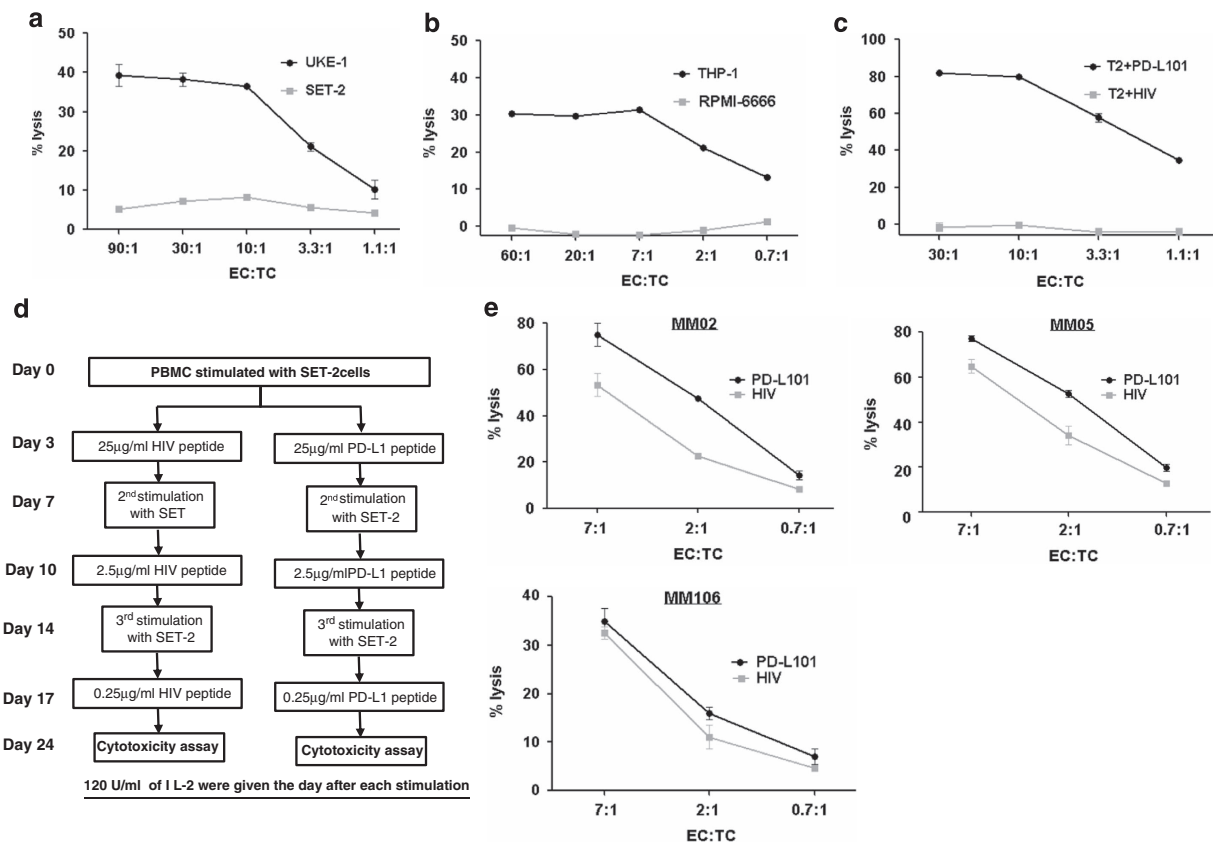 a
50
40
30
20
10
0
% lysis
UKE-1
SET-2
90:1 30:1 10:1 3.3:1 1.1:1
EC:TC
b
50
40
30
20
10
0
% lysis
THP-1
RPMI-6666
60:1 20:1 7:1 2:1 0.7:1
EC:TC
c
100
80
60
40
20
0
% lysis
T2+PD-L101
T2+HIV
30:1 10:1 3.3:1 1.1:1
EC:TC
d
Day 0
PBMC stimulated with SET-2cells
Day 3
25µg/ml HIV peptide
25µg/ml PD-L1 peptide
Day 7
2nd stimulation
with SET
2nd stimulation
with SET-2
Day 10
2.5µg/ml HIV peptide
2.5µg/mlPD-L1 peptide
Day 14
3rd stimulation
with SET-2
3rd stimulation
with SET-2
Day 17
0.25µg/ml HIV peptide
0.25µg/ml PD-L1 peptide
Day 24
Cytotoxicity assay
Cytotoxicity assay
120 U/ml of I L-2 were given the day after each stimulation
e
MM02
80
60
40
20
0
% lysis
PD-L101
HIV
7:1 2:1 0.7:1
EC:TC
MM05
80
60
40
20
0
% lysis
PD-L101
HIV
7:1 2:1 0.7:1
EC:TC
MM106
40
30
20
10
0
% lysis
PD-L101
HIV
7:1 2:1 0.7:1
EC:TC